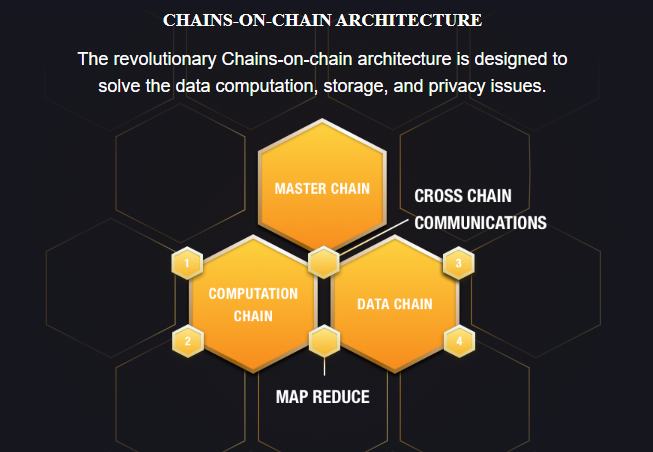 CHAINS-ON-CHAIN ARCHITECTURE
The revolutionary Chains-on-chain architecture is designed to
solve the data computation, storage, and privacy issues.
MASTER CHAIN
CROSS CHAIN
COMMUNICATIONS
1
3
COMPUTATION
CHAIN
DATA CHAIN
2
4
MAP REDUCE